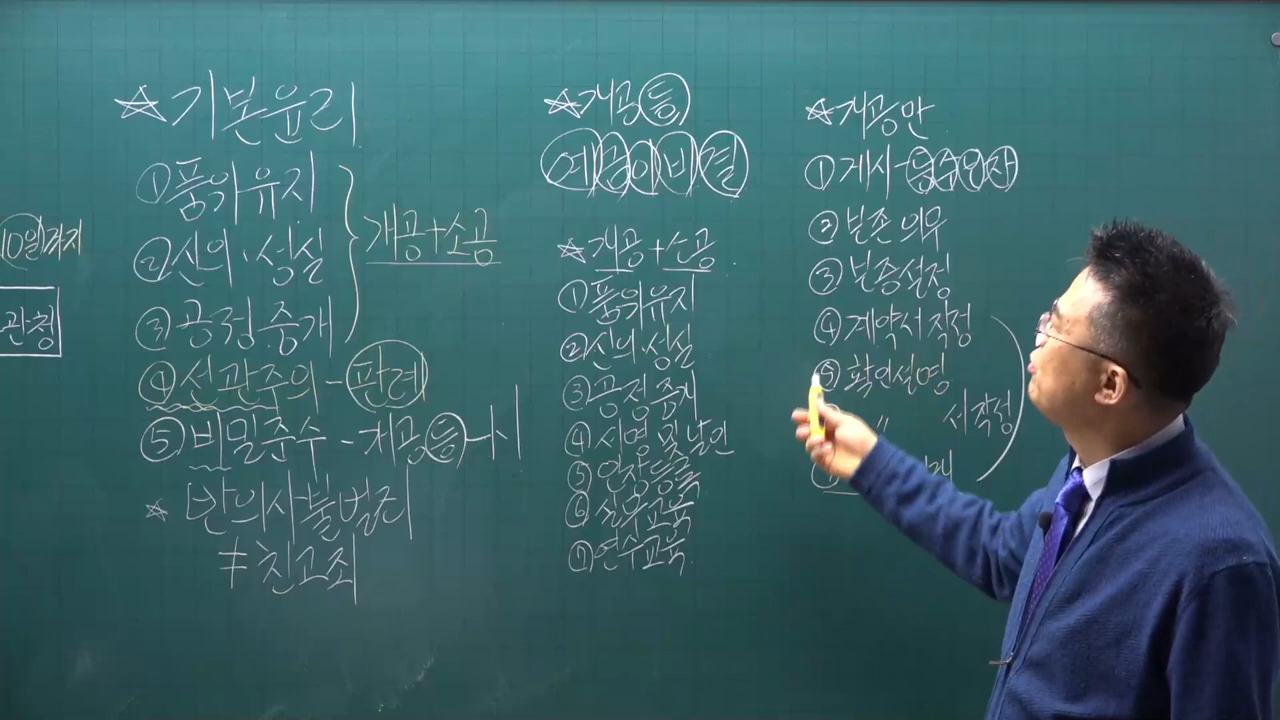 10월 까지
관청
☆기본윤리
①품위유지
②신의·성실
③공정.중개
개공+소공
④선관주의-판례
⑤비밀준수-개공등
☆반의사불벌죄
≠친고죄
☆개공등
예금이비결
☆개공+소공
①품위유지
②신의성실
③공정중개
④서명 및 날인
⑤인장등록
⑥실무교육
⑦연수교육
☆개공만
①게시-
②보존의무
③보증설정
④계약서 작성
⑤확인설명
〃 서작성